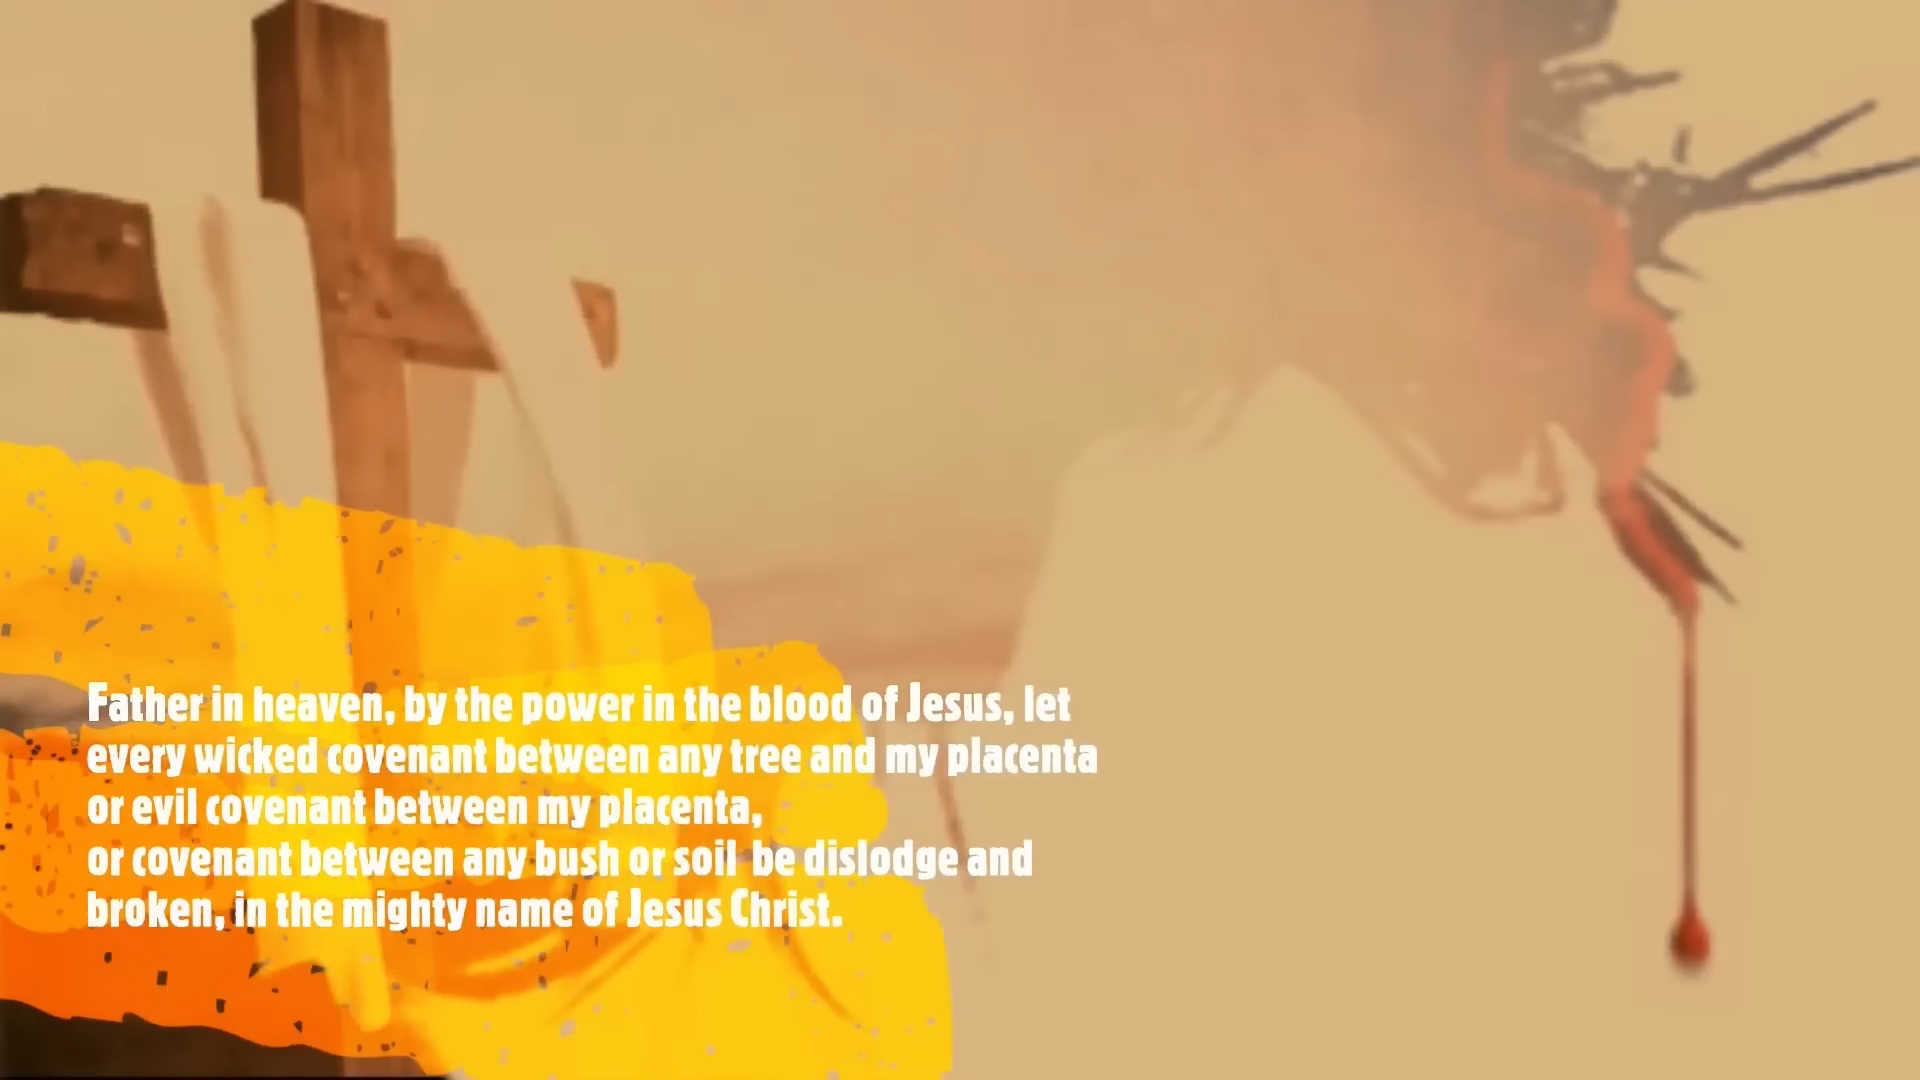 Father in heaven, by the power in the blood of Jesus, let
every wicked covenant between any tree and my placenta
or evil covenant between my placenta,
or covenant between any bush or soil be dislodge and
broken, in the mighty name of Jesus Christ.